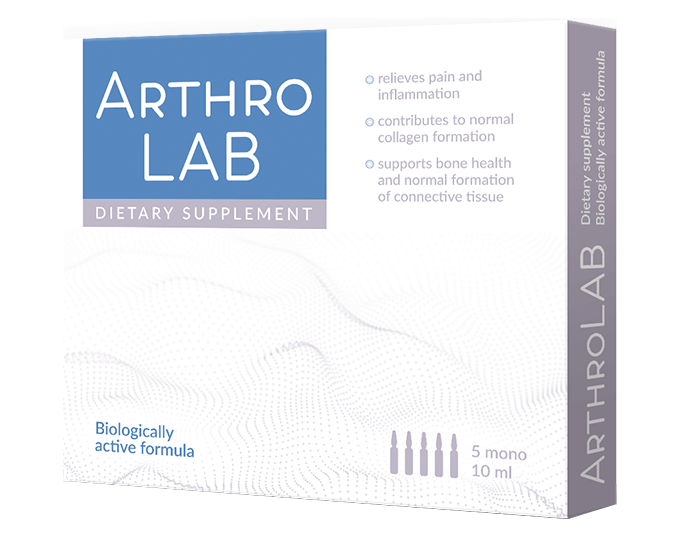 ARTHRO
LAB
DIETARY SUPPLEMENT
relieves pain and
inflammation
contributes to normal
collagen formation
supports bone health
and normal formation
of connective tissue
Biologically
active formula
5 mono
10 ml
ARTHROLAB
Dietary supplement
Biologically active formula